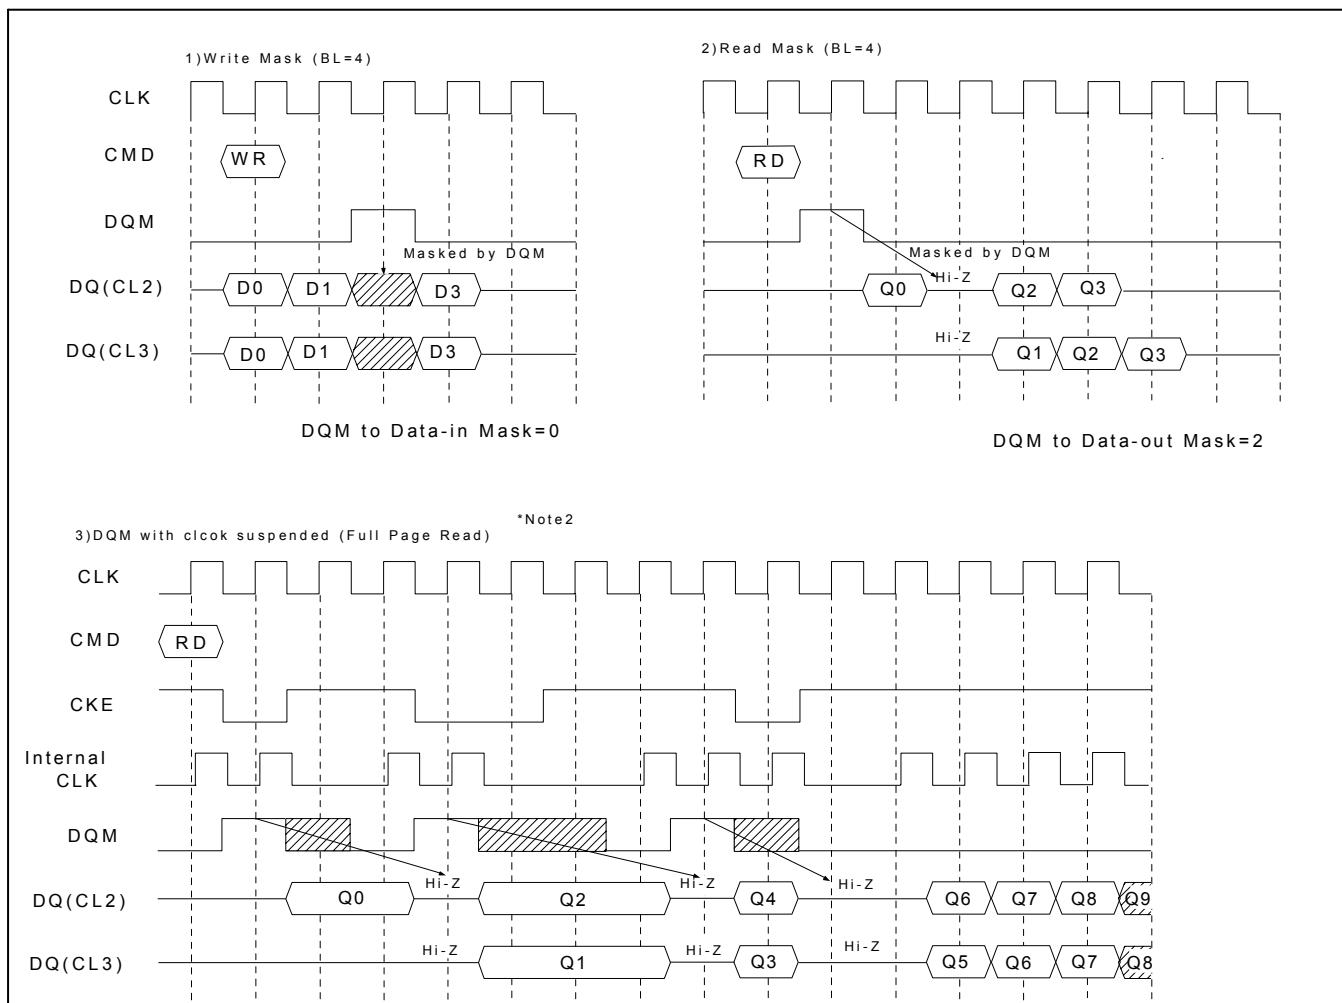 1)Write Mask (BL=4)
2)Read Mask (BL=4)
CLK
CMD
WR
RD
DQM
Masked by DQM
Masked by DQM
DQ(CL2)
D0
D1
D3
Q0
Hi-Z
Q2
Q3
DQ(CL3)
D0
D1
D3
Hi-Z
Q1
Q2
Q3
DQM to Data-in Mask=0
DQM to Data-out Mask=2
*Note2
3)DQM with clcok suspended (Full Page Read)
CLK
CMD
RD
CKE
Internal
CLK
DQM
Hi-Z
Hi-Z
Hi-Z
DQ(CL2)
Q0
Q2
Q4
Q6
Q7
Q8
Q9
Hi-Z
Hi-Z
Hi-Z
DQ(CL3)
Q1
Q3
Q5
Q6
Q7
Q8